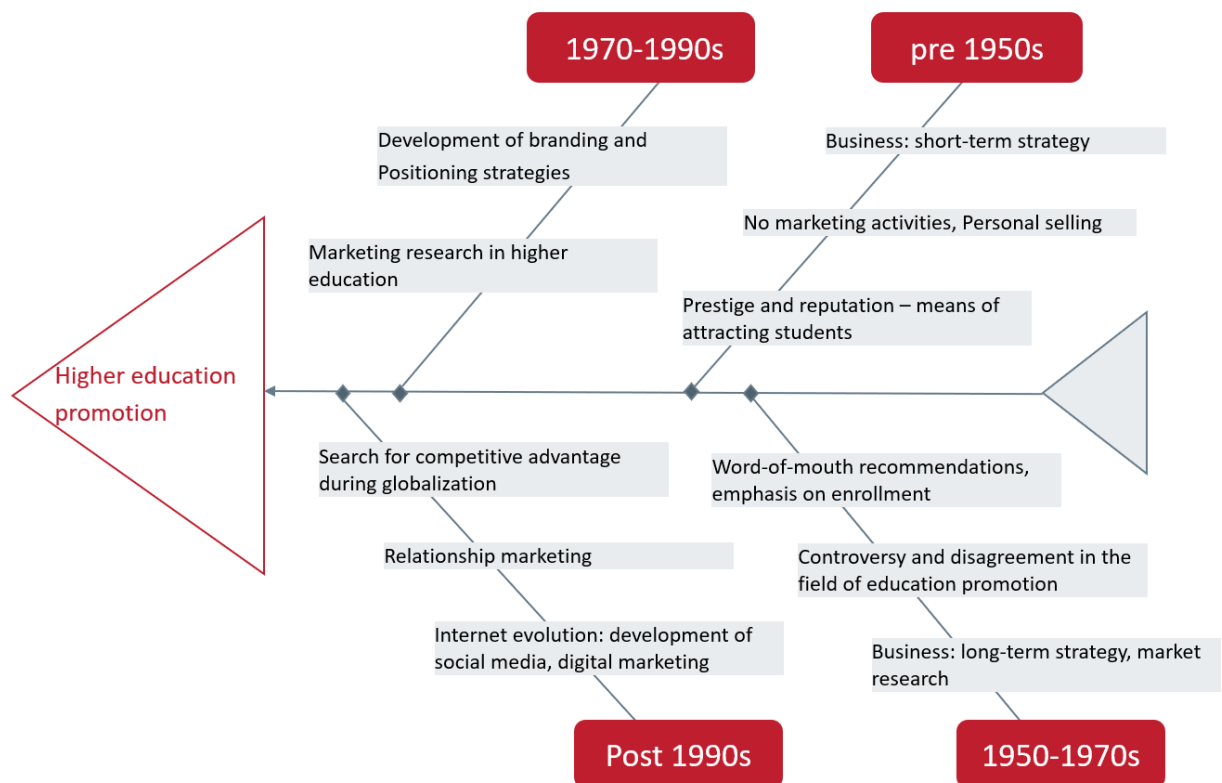 1970-1990s
pre 1950s
Development of branding and
Positioning strategies
Business: short-term strategy
No marketing activities, Personal selling
Marketing research in higher
education
Prestige and reputation – means of
attracting students
Higher education
promotion
Search for competitive advantage
during globalization
Word-of-mouth recommendations,
emphasis on enrollment
Relationship marketing
Controversy and disagreement in the
field of education promotion
Internet evolution: development of
social media, digital marketing
Business: long-term strategy, market
research
Post 1990s
1950-1970s